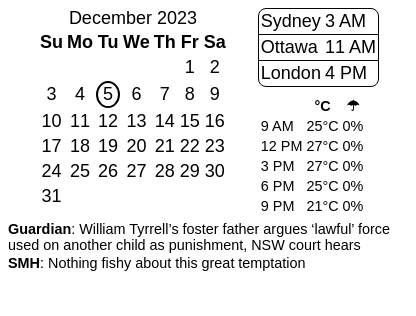 December 2023
Su Mo Tu We Th Fr Sa
1 2
3 4 5 6 7 8 9
10 11 12 13 14 15 16
17 18 19 20 21 22 23
24 25 26 27 28 29 30
31
Sydney 3 AM
Ottawa 11 AM
London 4 PM
°C ☂
9 AM 25°C 0%
12 PM 27°C 0%
3 PM 27°C 0%
6 PM 25°C 0%
9 PM 21°C 0%
Guardian: William Tyrrell’s foster father argues ‘lawful’ force
used on another child as punishment, NSW court hears
SMH: Nothing fishy about this great temptation